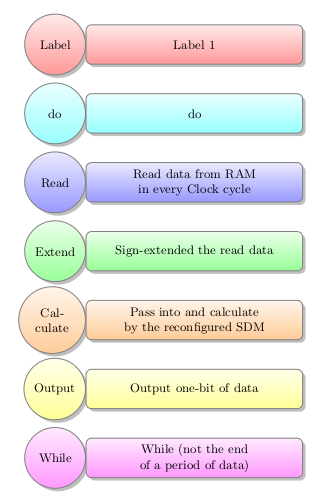 Label
Label 1
do
do
Read
Read data from RAM
in every Clock cycle
Extend
Sign-extended the read data
Cal-
culate
Pass into and calculate
by the reconfigured SDM
Output
Output one-bit of data
While
While (not the end
of a period of data)